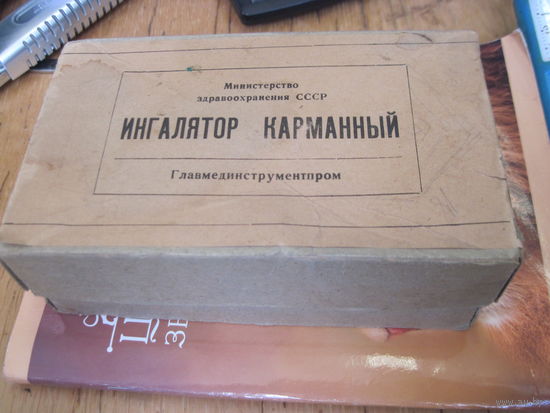 Министерство
здравоохранения СССР
ИНГАЛЯТОР КАРМАННЫЙ
Главмединструментпром